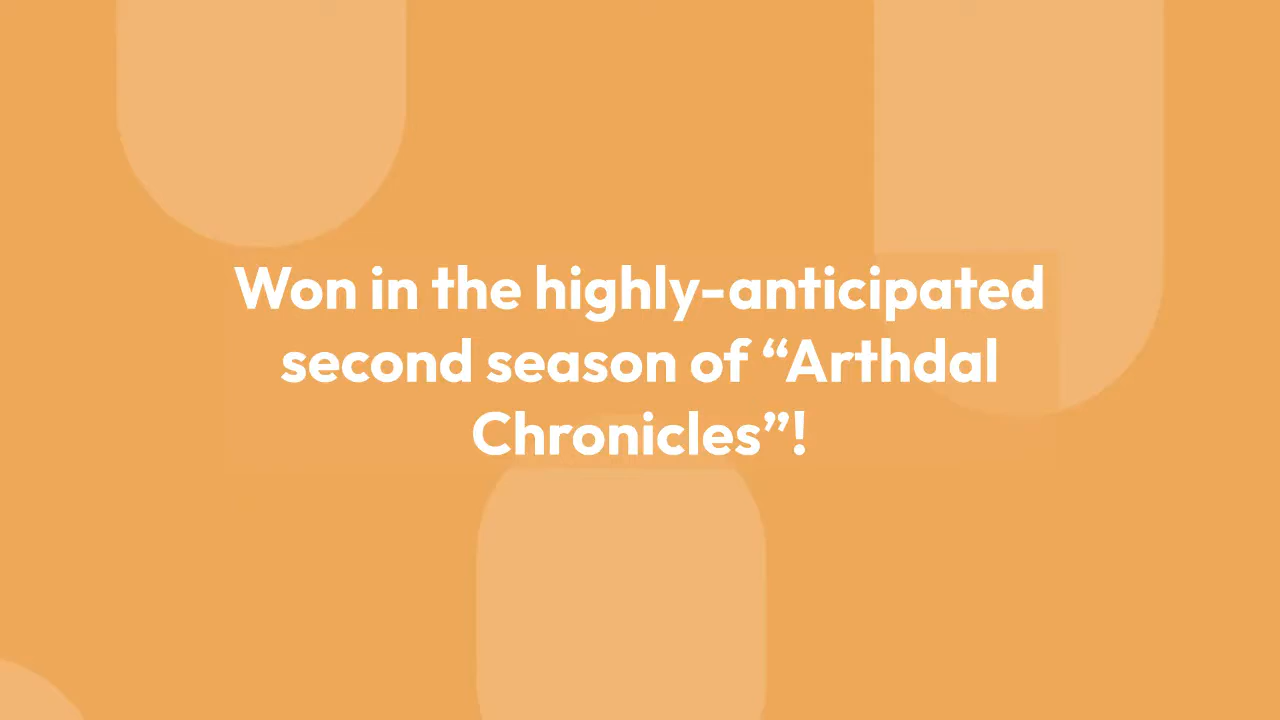 Won in the highly-anticipated
second season of “Arthdal
Chronicles”!